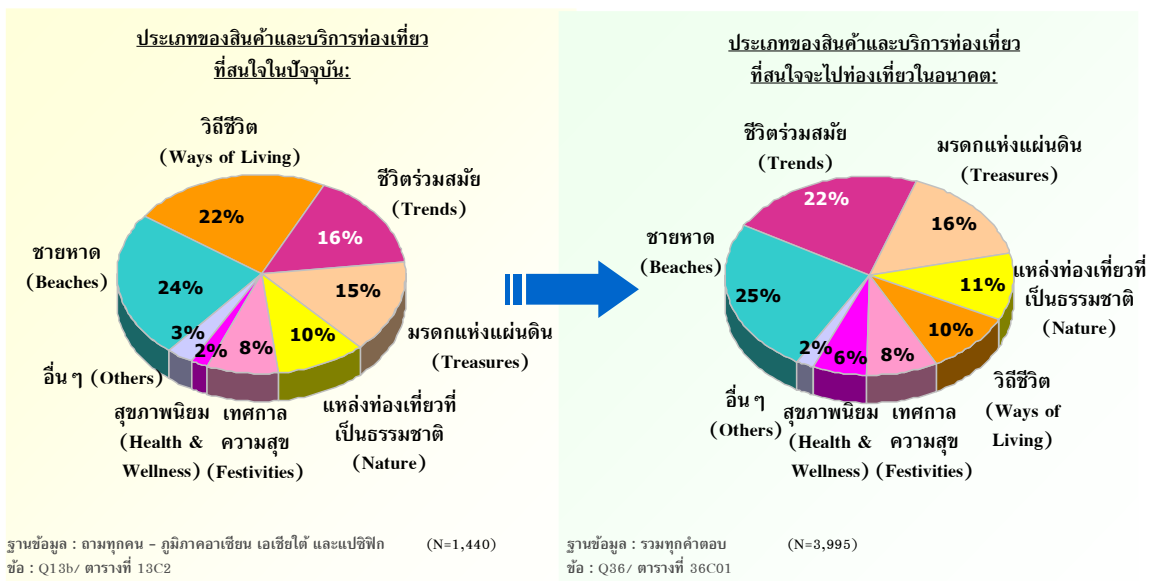 ประเภทของสินค้าและบริการท่องเที่ยว
ที่สนใจในปัจจุบัน:
วิถีชีวิต
(Ways of Living)
22%
ชีวิตร่วมสมัย
(Trends)
16%
ชายหาด
(Beaches)
24%
15%
มรดกแห่งแผ่นดิน
(Treasures)
3%
2%
8%
10%
อื่นๆ (Others)
สุขภาพนิยม
(Health &
Wellness)
เทศกาล
ความสุข
(Festivities)
แหล่งท่องเที่ยวที่
เป็นธรรมชาติ
(Nature)
ฐานข้อมูล : ถามทุกคน - ภูมิภาคอาเซียน เอเชียใต้ และแปซิฟิก (N=1,440)
ข้อ : Q13b/ ตารางที่ 13C2
ประเภทของสินค้าและบริการท่องเที่ยว
ที่สนใจจะไปท่องเที่ยวในอนาคต:
ชีวิตร่วมสมัย
(Trends)
22%
มรดกแห่งแผ่นดิน
(Treasures)
16%
ชายหาด
(Beaches)
25%
11%
แหล่งท่องเที่ยวที่
เป็นธรรมชาติ
(Nature)
2%
6%
8%
10%
วิถีชีวิต
(Ways of
Living)
อื่นๆ
(Others)
สุขภาพนิยม
(Health &
Wellness)
เทศกาล
ความสุข
(Festivities)
ฐานข้อมูล : รวมทุกคำตอบ (N=3,995)
ข้อ : Q36/ ตารางที่ 36C01